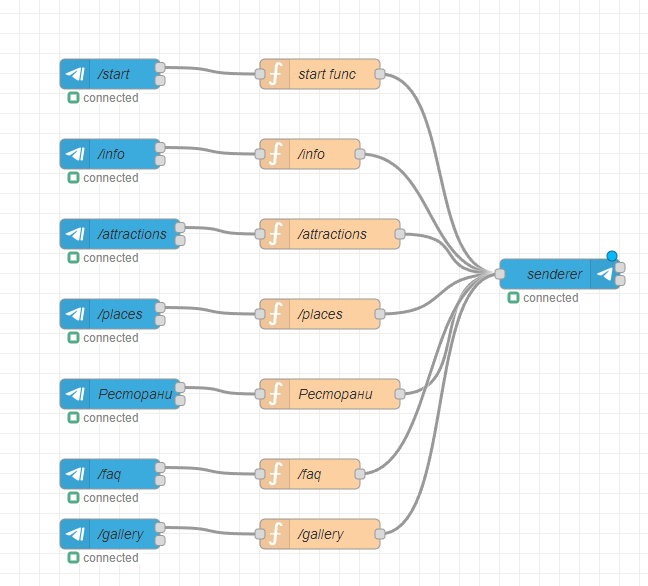 /start
start func
connected
/info
/info
connected
/attractions
/attractions
connected
senderer
connected
/places
/places
connected
Ресторани
Ресторани
connected
/faq
/faq
connected
/gallery
/gallery
connected